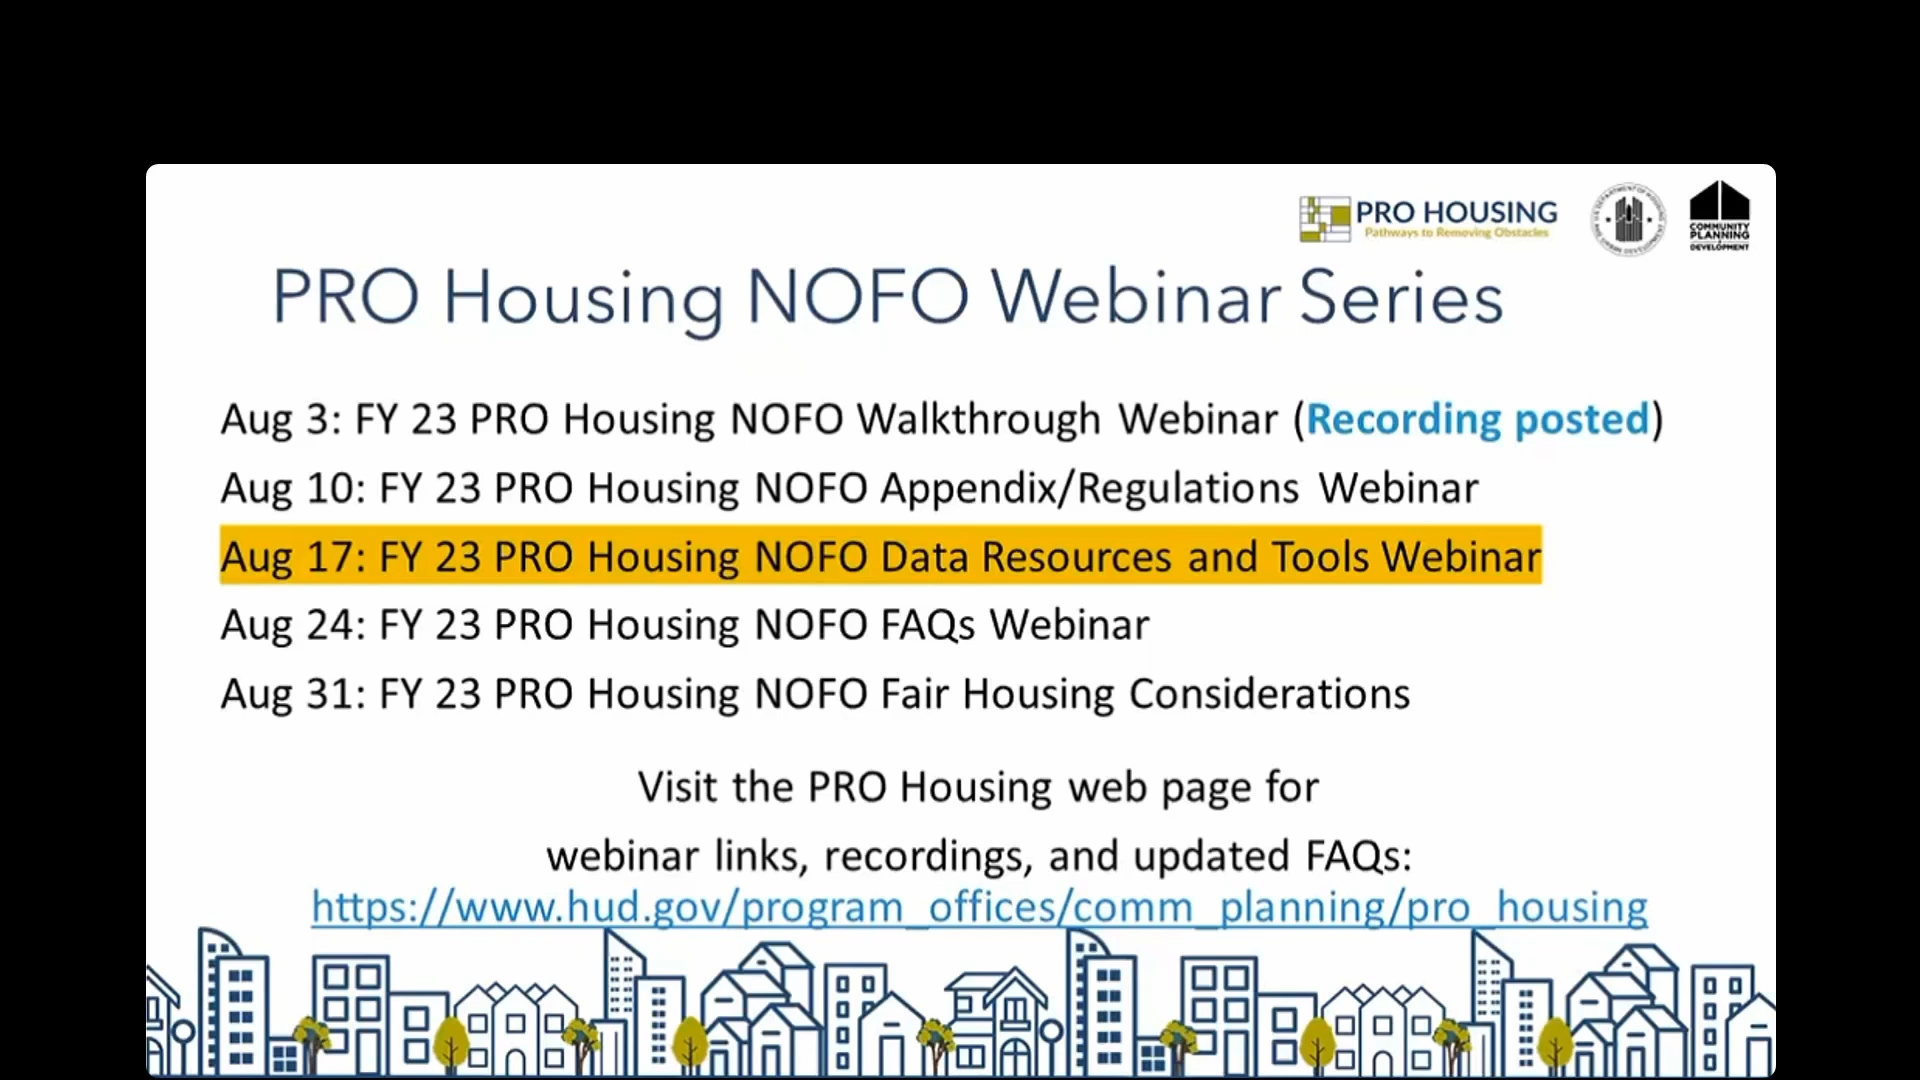 PRO HOUSING
Pathways to Removing Obstacles
COMMUNITY
PLANNING
DEVELOPMENT
PRO Housing NOFO Webinar Series
Aug 3: FY 23 PRO Housing NOFO Walkthrough Webinar (Recording posted)
Aug 10: FY 23 PRO Housing NOFO Appendix/Regulations Webinar
Aug 17: FY 23 PRO Housing NOFO Data Resources and Tools Webinar
Aug 24: FY 23 PRO Housing NOFO FAQs Webinar
Aug 31: FY 23 PRO Housing NOFO Fair Housing Considerations
Visit the PRO Housing web page for
webinar links, recordings, and updated FAQs:
https://www.hud.gov/program_offices/comm_planning/pro_housing